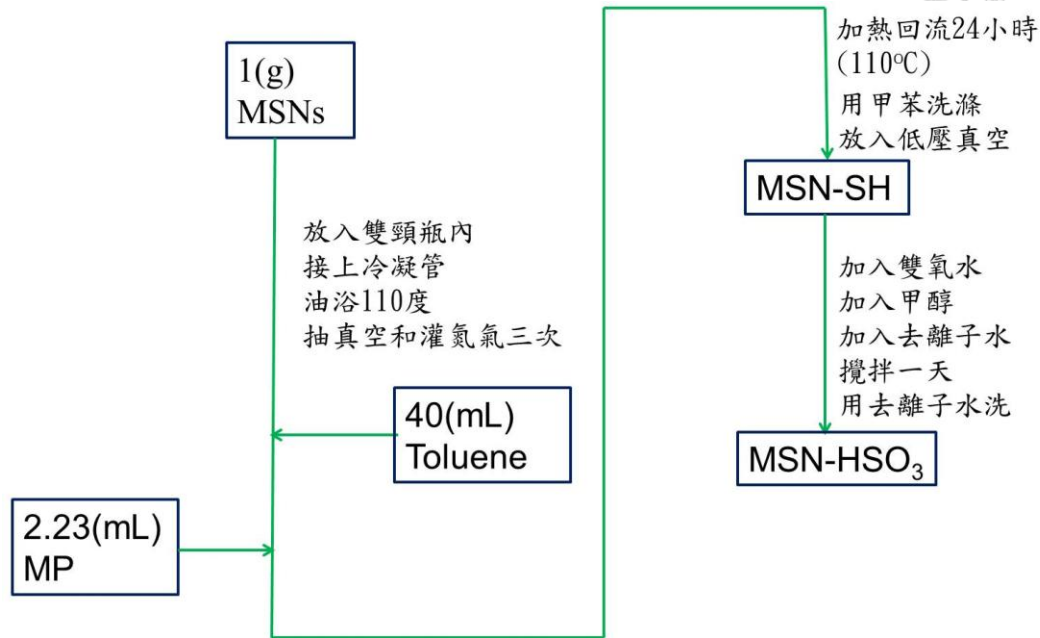 1(g)
MSNs
放入雙頸瓶內
接上冷凝管
油浴110度
抽真空和灌氮氣三次
40(mL)
Toluene
2.23(mL)
MP
加熱回流24小時
(110°C)
用甲苯洗滌
放入低壓真空
MSN-SH
加入雙氧水
加入甲醇
加入去離子水
攪拌一天
用去離子水洗
MSN-HSO₃